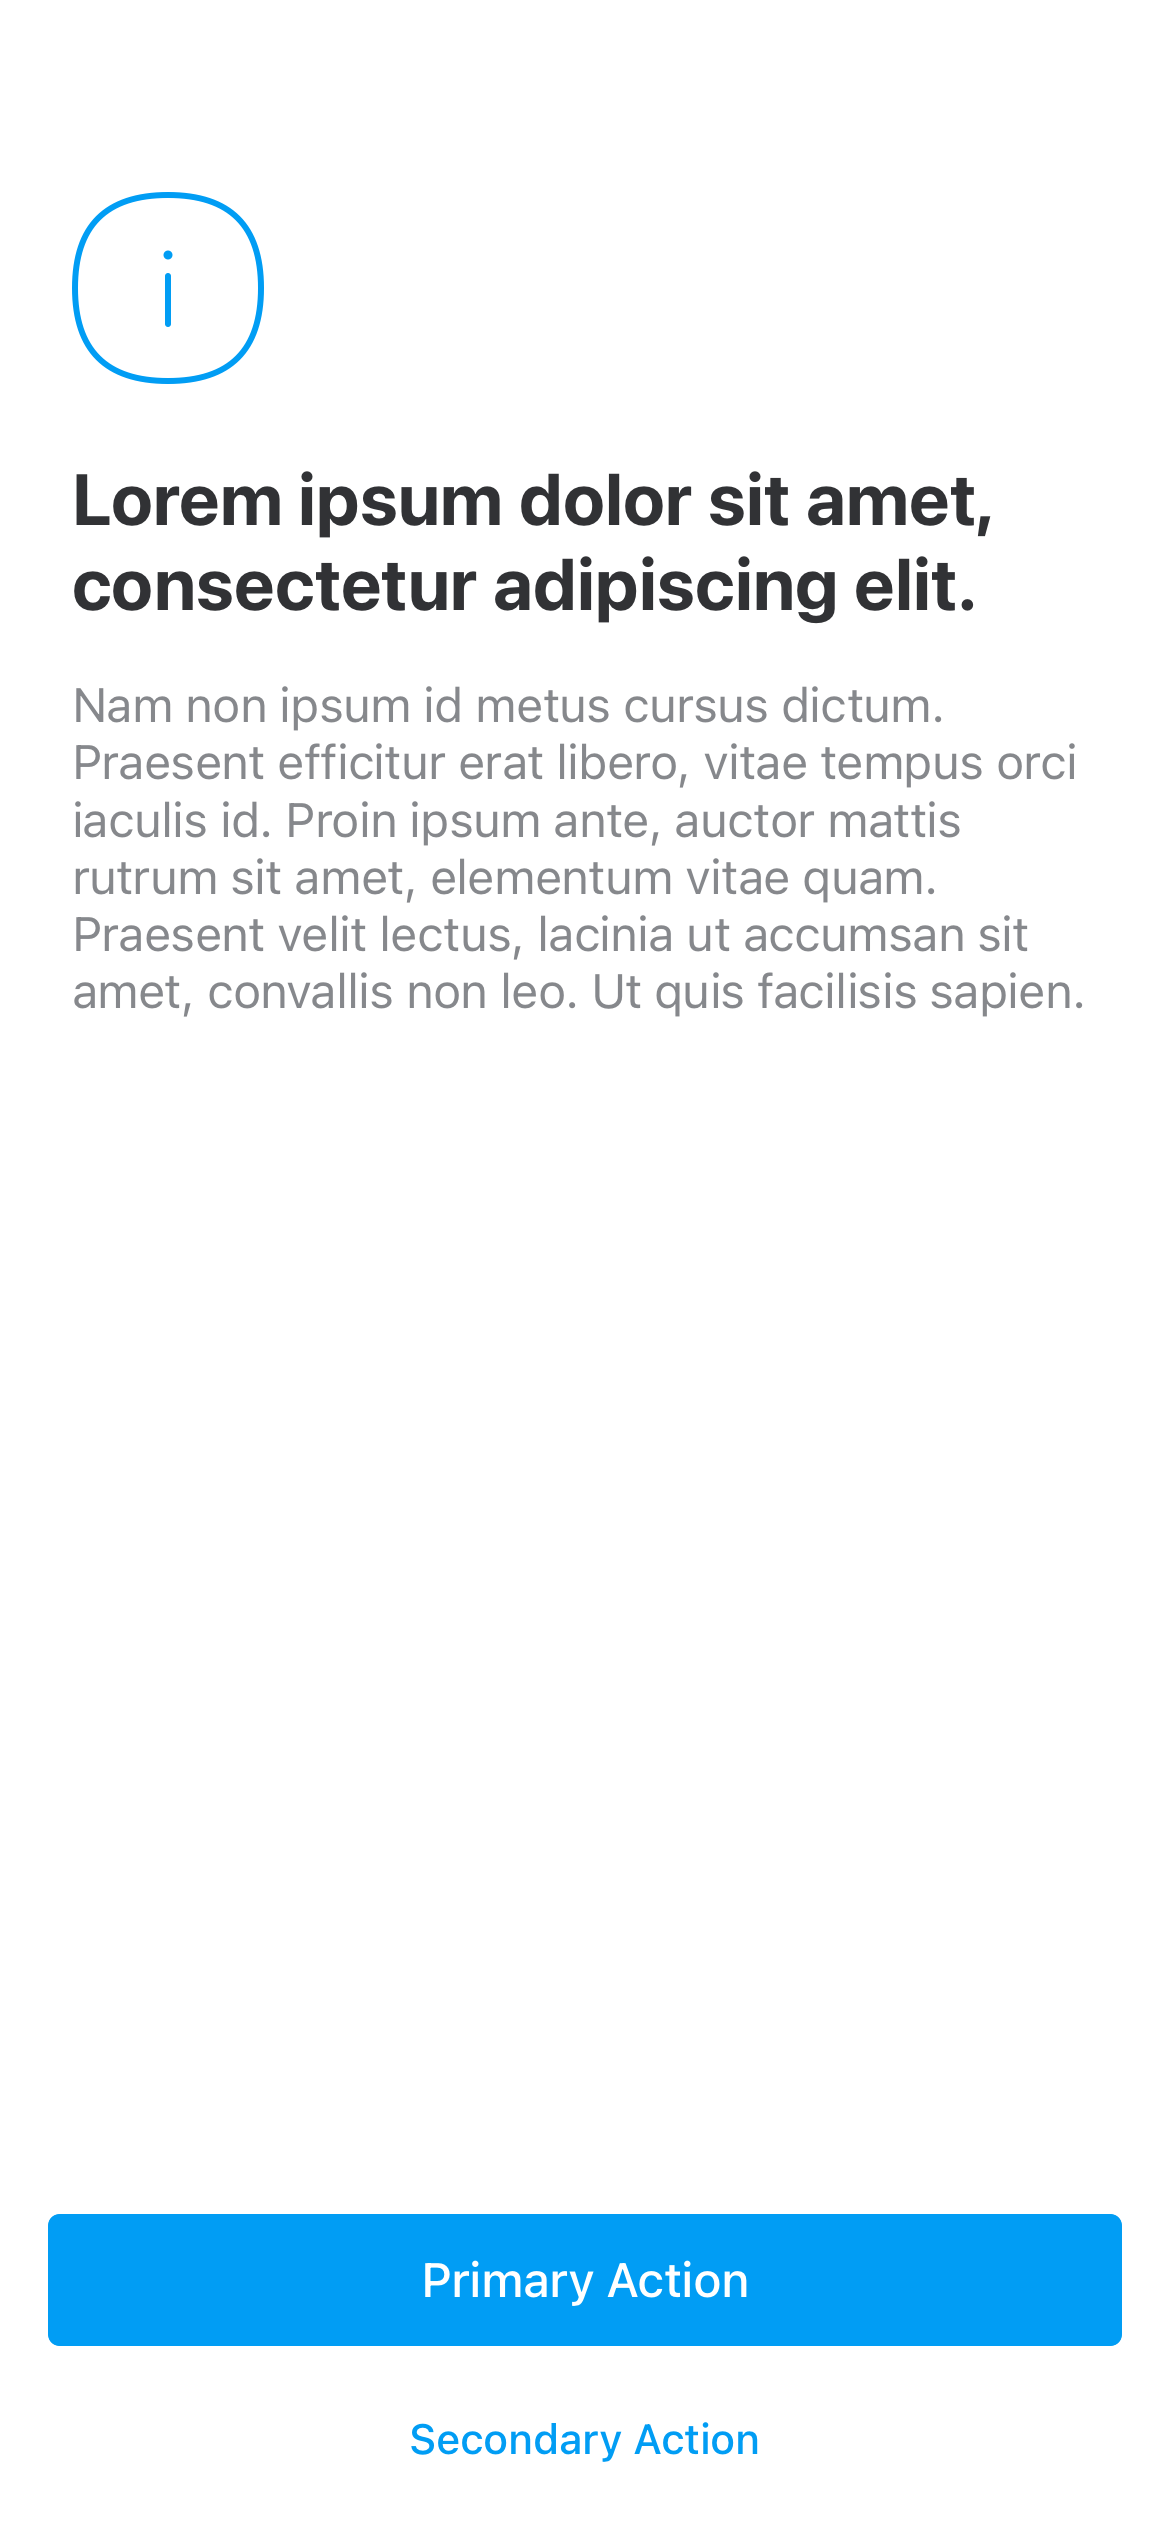 Lorem ipsum dolor sit amet,
consectetur adipiscing elit.
Nam non ipsum id metus cursus dictum.
Praesent efficitur erat libero, vitae tempus orci
iaculis id. Proin ipsum ante, auctor mattis
rutrum sit amet, elementum vitae quam.
Praesent velit lectus, lacinia ut accumsan sit
amet, convallis non leo. Ut quis facilisis sapien.
Primary Action
Secondary Action